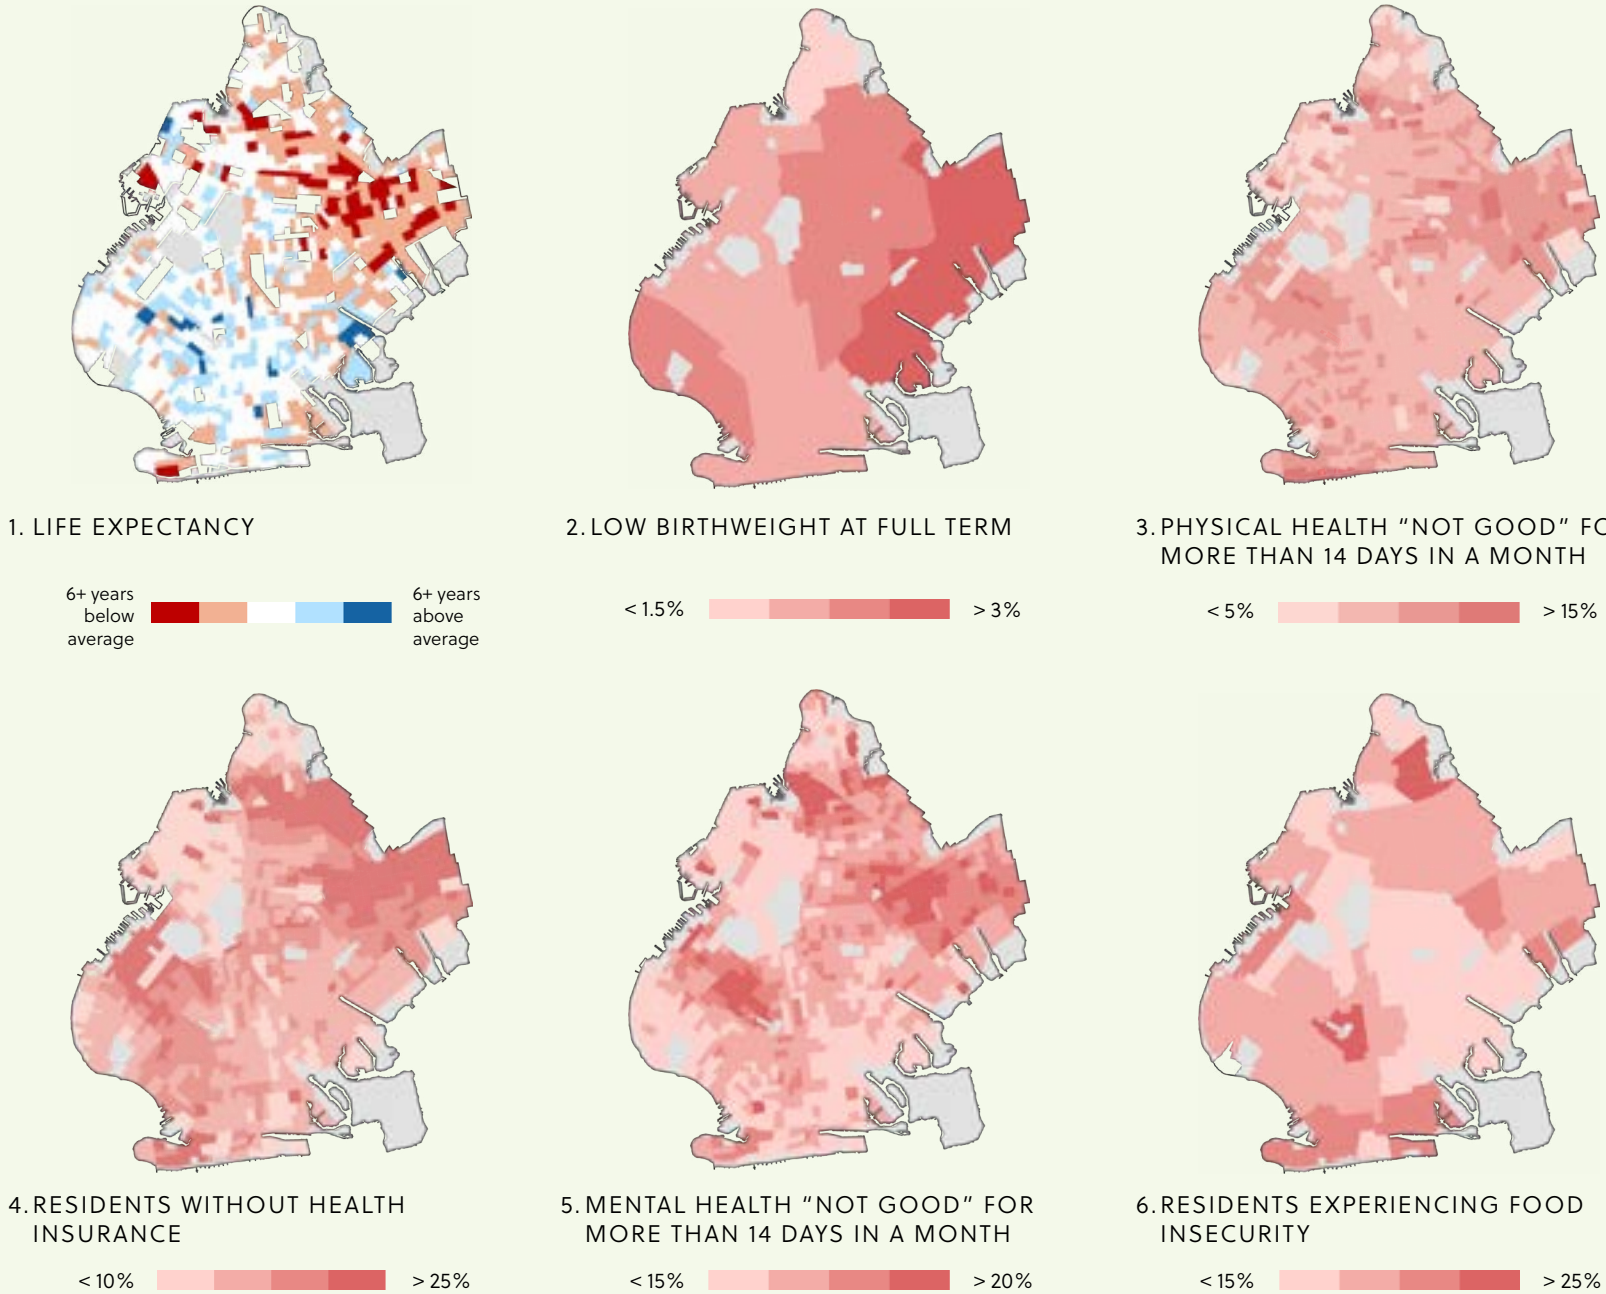 1. LIFE EXPECTANCY
6+ years
below
average
6+ years
above
average
2. LOW BIRTHWEIGHT AT FULL TERM
< 1.5%
> 3%
3. PHYSICAL HEALTH “NOT GOOD” FO
MORE THAN 14 DAYS IN A MONTH
< 5%
> 15%
4. RESIDENTS WITHOUT HEALTH
INSURANCE
< 10%
> 25%
5. MENTAL HEALTH “NOT GOOD” FOR
MORE THAN 14 DAYS IN A MONTH
< 15%
> 20%
6. RESIDENTS EXPERIENCING FOOD
INSECURITY
< 15%
> 25%